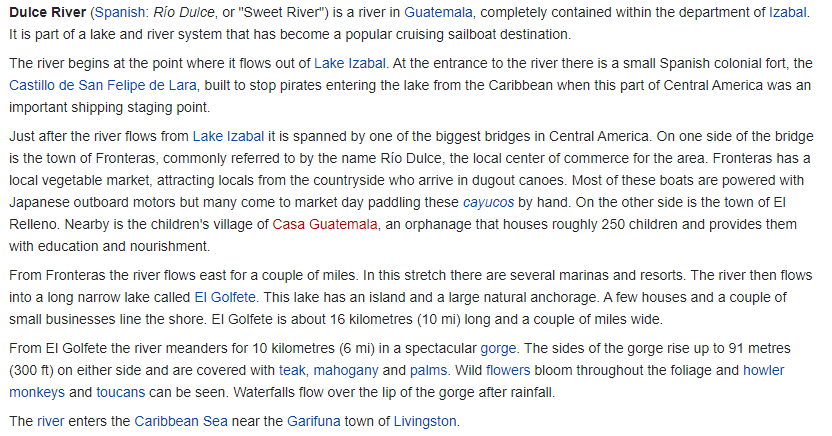 Dulce River (Spanish: Río Dulce, or "Sweet River") is a river in Guatemala, completely contained within the department of Izabal.
It is part of a lake and river system that has become a popular cruising sailboat destination.
The river begins at the point where it flows out of Lake Izabal. At the entrance to the river there is a small Spanish colonial fort, the
Castillo de San Felipe de Lara, built to stop pirates entering the lake from the Caribbean when this part of Central America was an
important shipping staging point.
Just after the river flows from Lake Izabal it is spanned by one of the biggest bridges in Central America. On one side of the bridge
is the town of Fronteras, commonly referred to by the name Río Dulce, the local center of commerce for the area. Fronteras has a
local vegetable market, attracting locals from the countryside who arrive in dugout canoes. Most of these boats are powered with
Japanese outboard motors but many come to market day paddling these cayucos by hand. On the other side is the town of El
Relleno. Nearby is the children's village of Casa Guatemala, an orphanage that houses roughly 250 children and provides them
with education and nourishment.
From Fronteras the river flows east for a couple of miles. In this stretch there are several marinas and resorts. The river then flows
into a long narrow lake called El Golfete. This lake has an island and a large natural anchorage. A few houses and a couple of
small businesses line the shore. El Golfete is about 16 kilometres (10 mi) long and a couple of miles wide.
From El Golfete the river meanders for 10 kilometres (6 mi) in a spectacular gorge. The sides of the gorge rise up to 91 metres
(300 ft) on either side and are covered with teak, mahogany and palms. Wild flowers bloom throughout the foliage and howler
monkeys and toucans can be seen. Waterfalls flow over the lip of the gorge after rainfall.
The river enters the Caribbean Sea near the Garifuna town of Livingston.